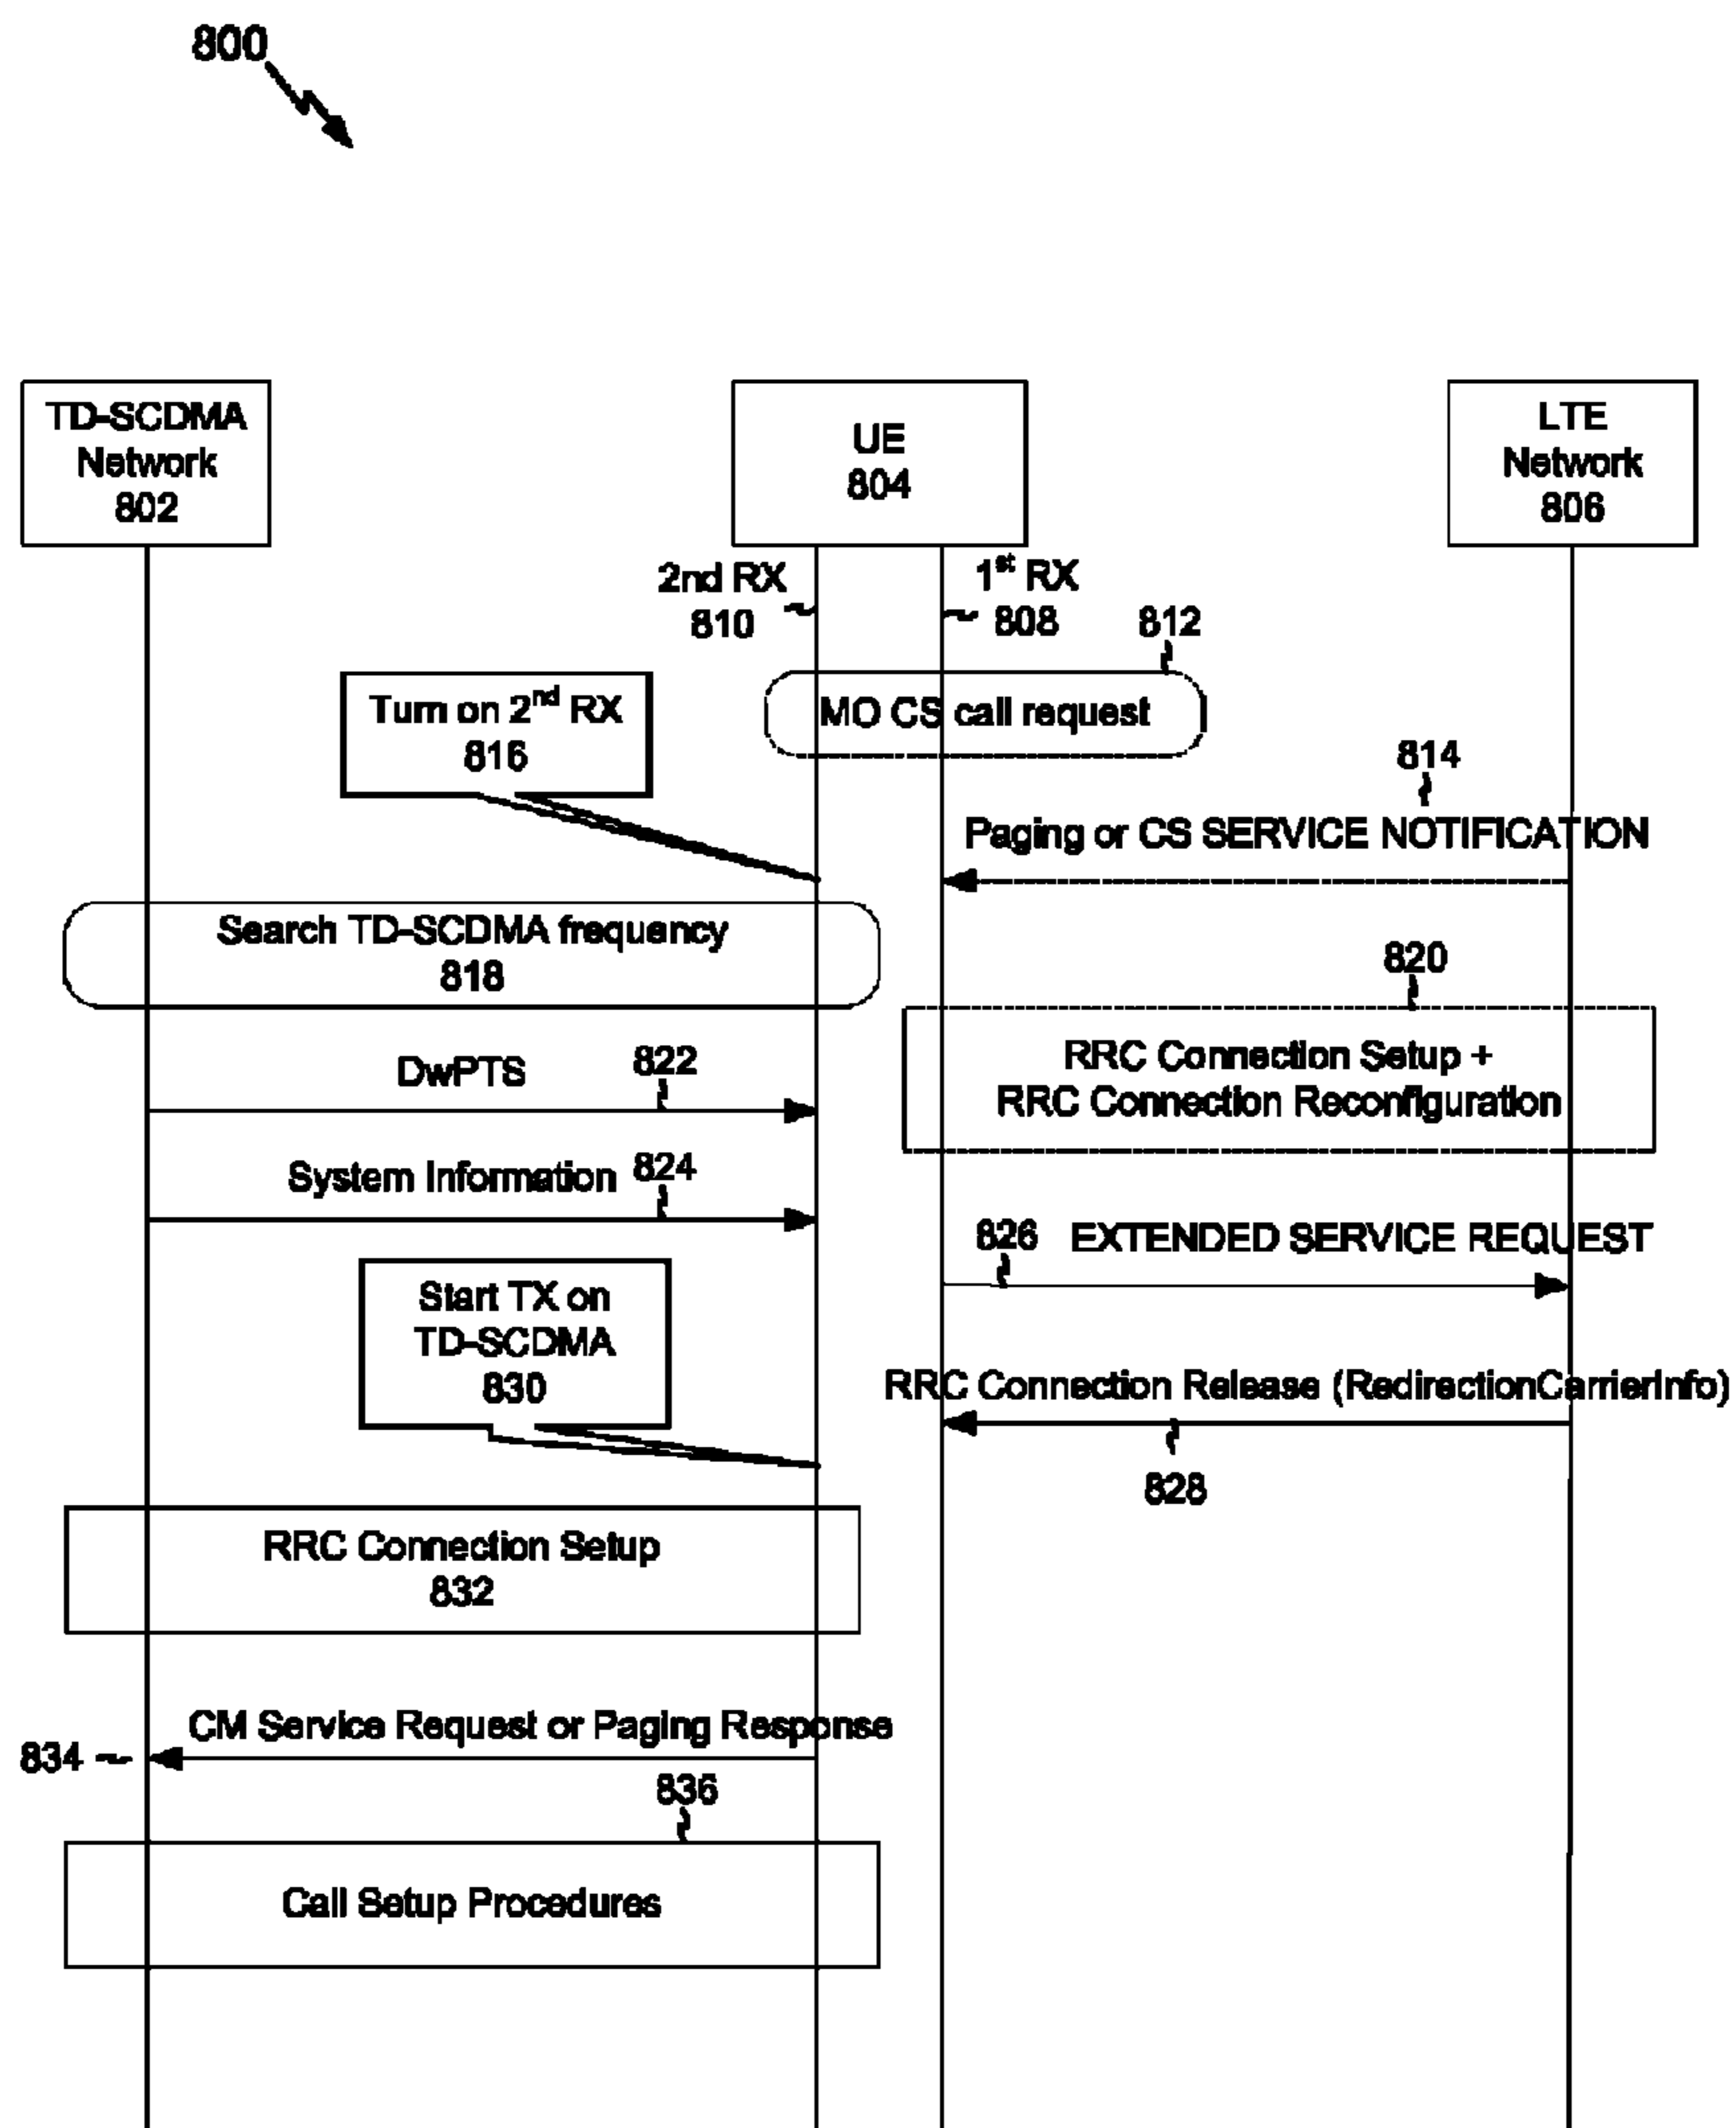 800
TD-SCDMA
Network
802
UE
804
LTE
Network
806
2nd RX
810
1st RX
808
812
MO CS call request
Turn on 2nd RX
816
814
Paging or CS SERVICE NOTIFICATION
Search TD-SCDMA frequency
818
820
RRC Connection Setup +
RRC Connection Reconfiguration
DwPTS
822
System Information
824
826
EXTENDED SERVICE REQUEST
Start TX on
TD-SCDMA
830
RRC Connection Release (RedirectionCarrierInfo)
828
RRC Connection Setup
832
CM Service Request or Paging Response
834
836
Call Setup Procedures